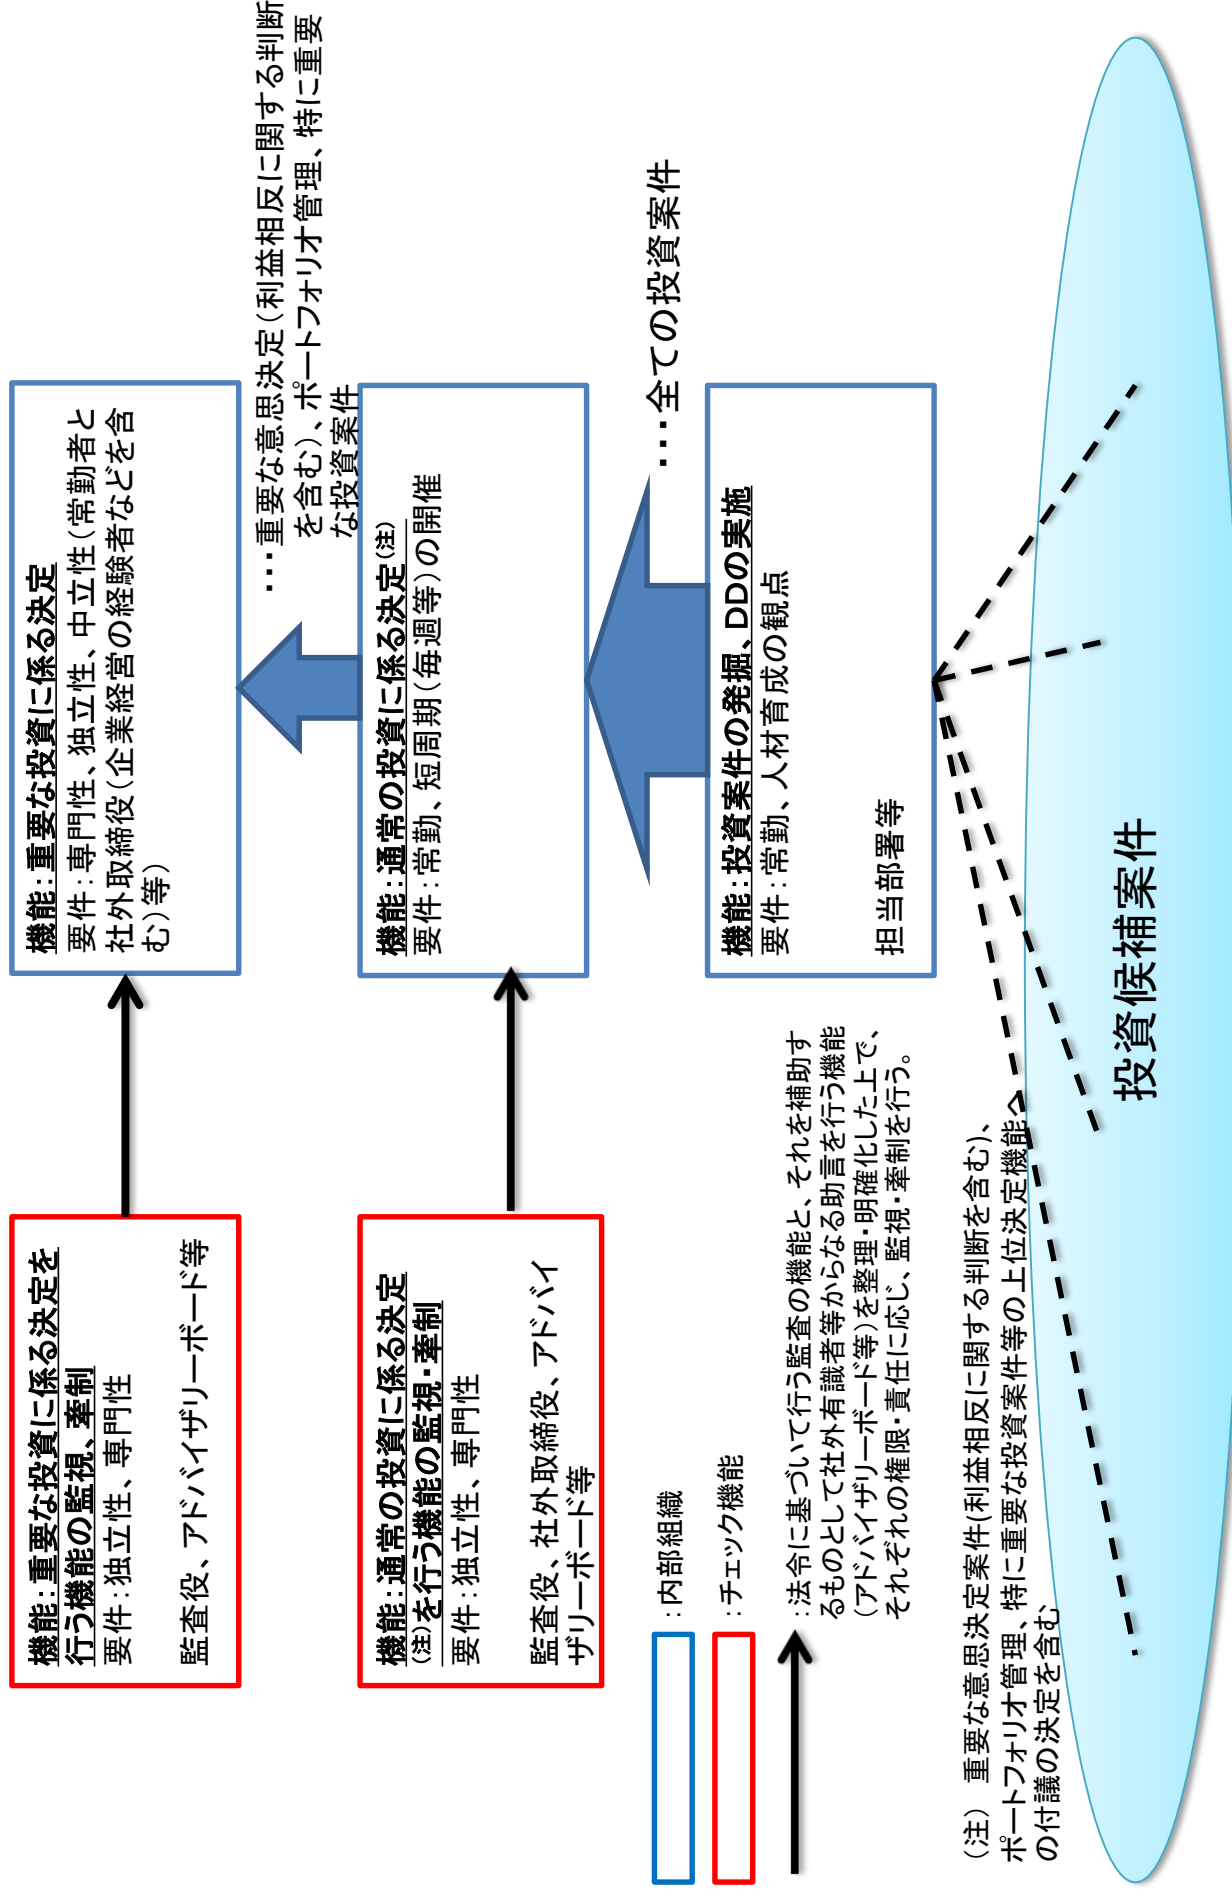 機能：重要な投資に係る決定を
行う機能の監視、牽制
要件：独立性、専門性
監査役、アドバイザリーボード等
機能：重要な投資に係る決定
要件：専門性、独立性、中立性（常勤者と
社外取締役（企業経営の経験者などを含
む）等）
・・・重要な意思決定（利益相反に関する判断
を含む）、ポートフォリオ管理、特に重要
な投資案件
機能：通常の投資に係る決定
(注)を行う機能の監視・牽制
要件：独立性、専門性
監査役、社外取締役、アドバイ
ザリーボード等
機能：通常の投資に係る決定(注)
要件：常勤、短周期（毎週等）の開催
・・・全ての投資案件
機能：投資案件の発掘、DDの実施
要件：常勤、人材育成の観点
担当部署等
：内部組織
：チェック機能
：法令に基づいて行う監査の機能と、それを補助す
るものとして社外有識者等からなる助言を行う機能
（アドバイザリーボード等）を整理・明確化した上で、
それぞれの権限・責任に応じ、監視・牽制を行う。
（注）　重要な意思決定案件(利益相反に関する判断を含む)、
ポートフォリオ管理、特に重要な投資案件等の上位決定機能へ
の付議の決定を含む
投資候補案件